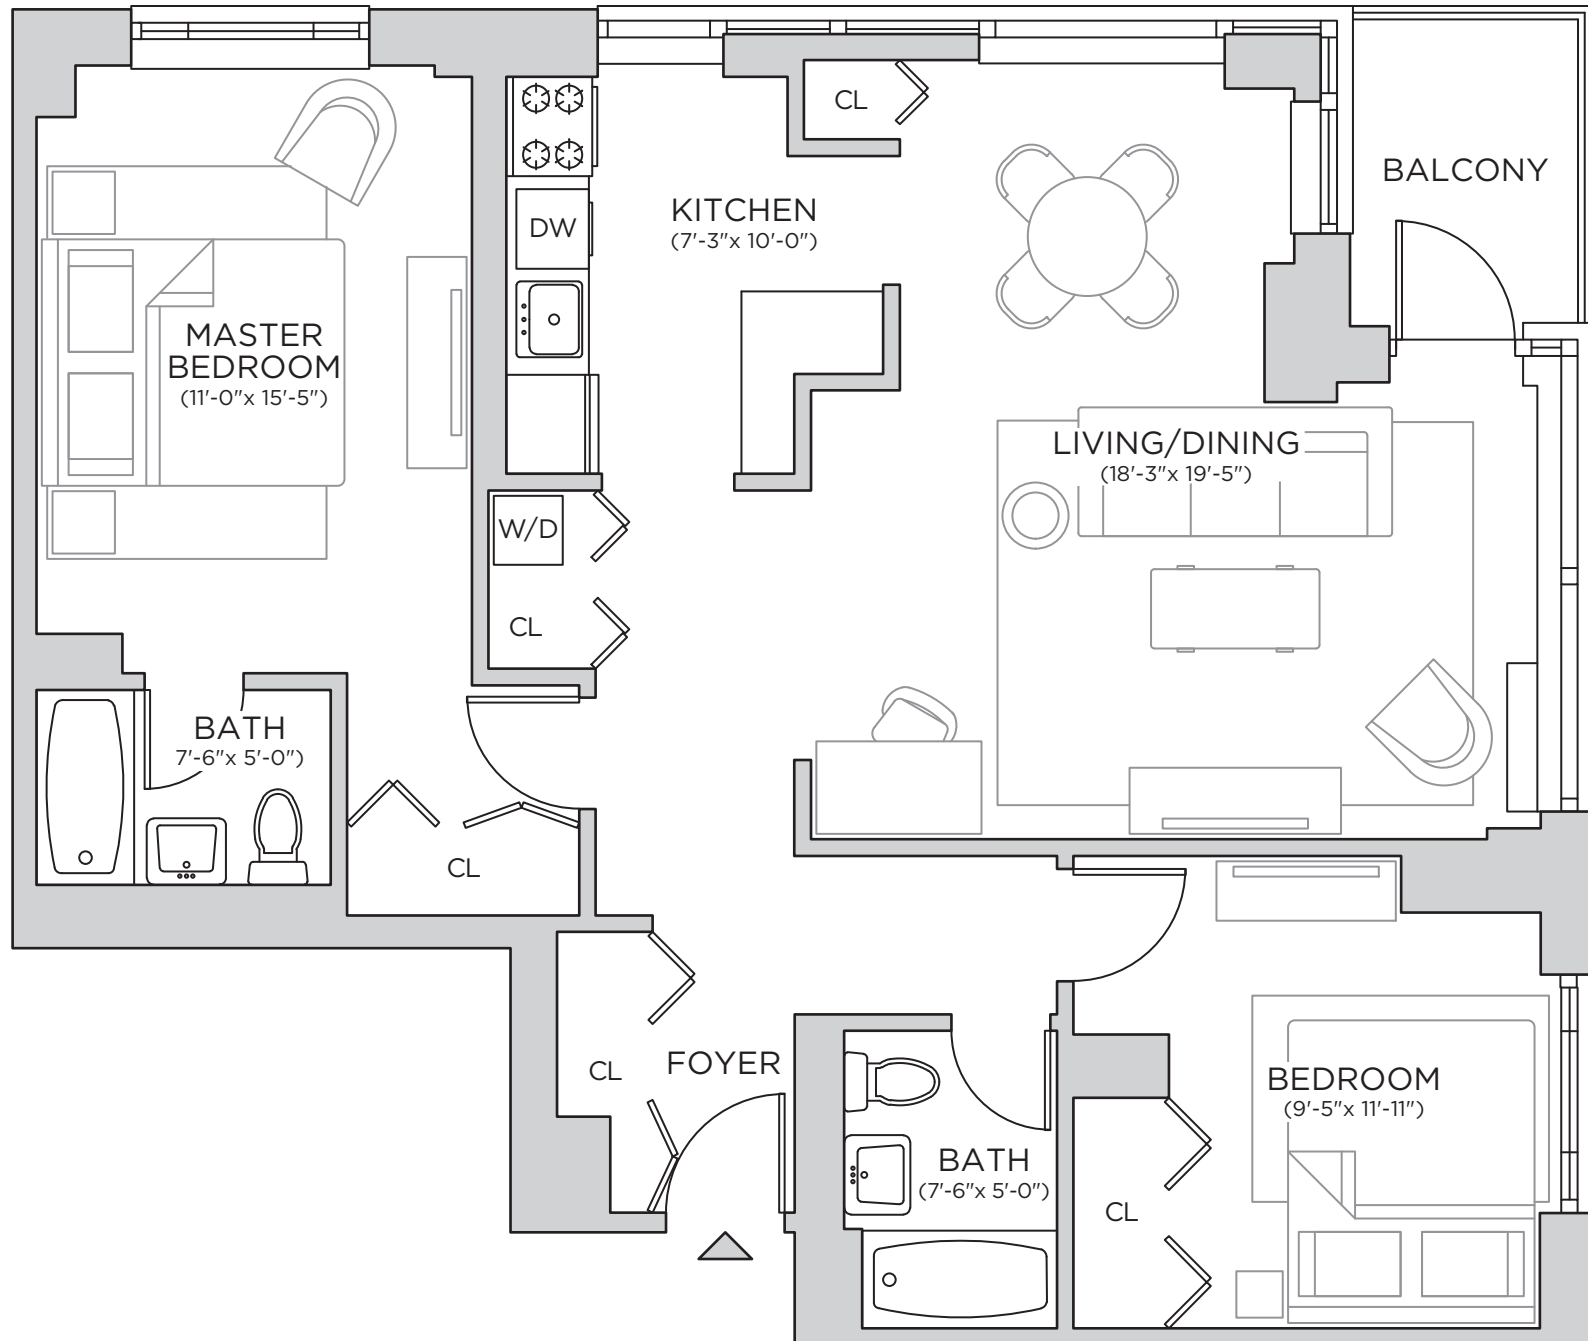 CL
BALCONY
KITCHEN
(7'-3"x 10'-0")
DW
MASTER
BEDROOM
(11'-0"x 15'-5")
LIVING/DINING
(18'-3"x 19'-5")
W/D
CL
BATH
7'-6"x 5'-0")
CL
CL
FOYER
BEDROOM
(9'-5"x 11'-11")
BATH
(7'-6"x 5'-0")
CL